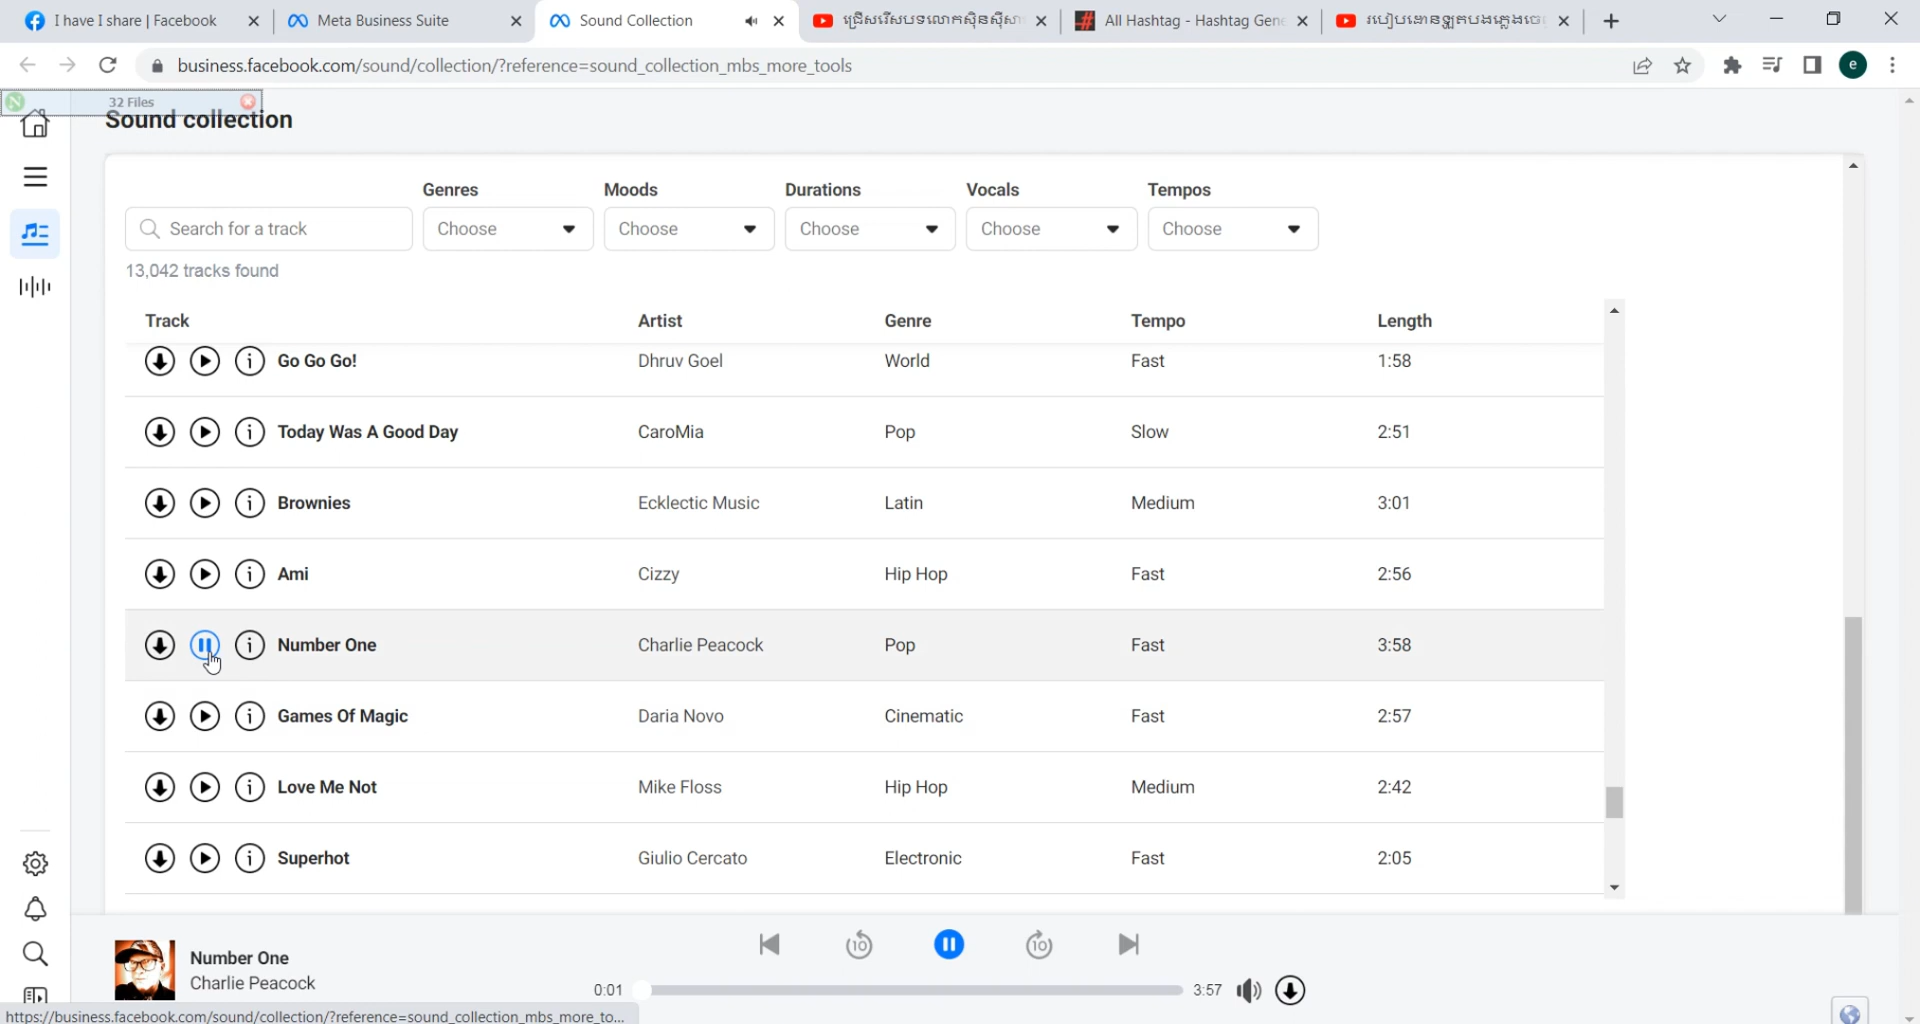 I have I share | Facebook
Meta Business Suite
Sound Collection
All Hashtag - Hashtag Gene
business.facebook.com/sound/collection/?reference=sound_collection_mbs_more_tools
e
N
32 Files
Sound collection
Genres Moods Durations Vocals Tempos
Search for a track Choose Choose Choose Choose Choose
13,042 tracks found
Track Artist Genre Tempo Length
Go Go Go! Dhruv Goel World Fast 1:58
Today Was A Good Day CaroMia Pop Slow 2:51
Brownies Ecklectic Music Latin Medium 3:01
Ami Cizzy Hip Hop Fast 2:56
Number One Charlie Peacock Pop Fast 3:58
Games Of Magic Daria Novo Cinematic Fast 2:57
Love Me Not Mike Floss Hip Hop Medium 2:42
Superhot Giulio Cercato Electronic Fast 2:05
Number One
Charlie Peacock
10 10
0:01 3:57
https://business.facebook.com/sound/collection/?reference=sound_collection_mbs_more_to...